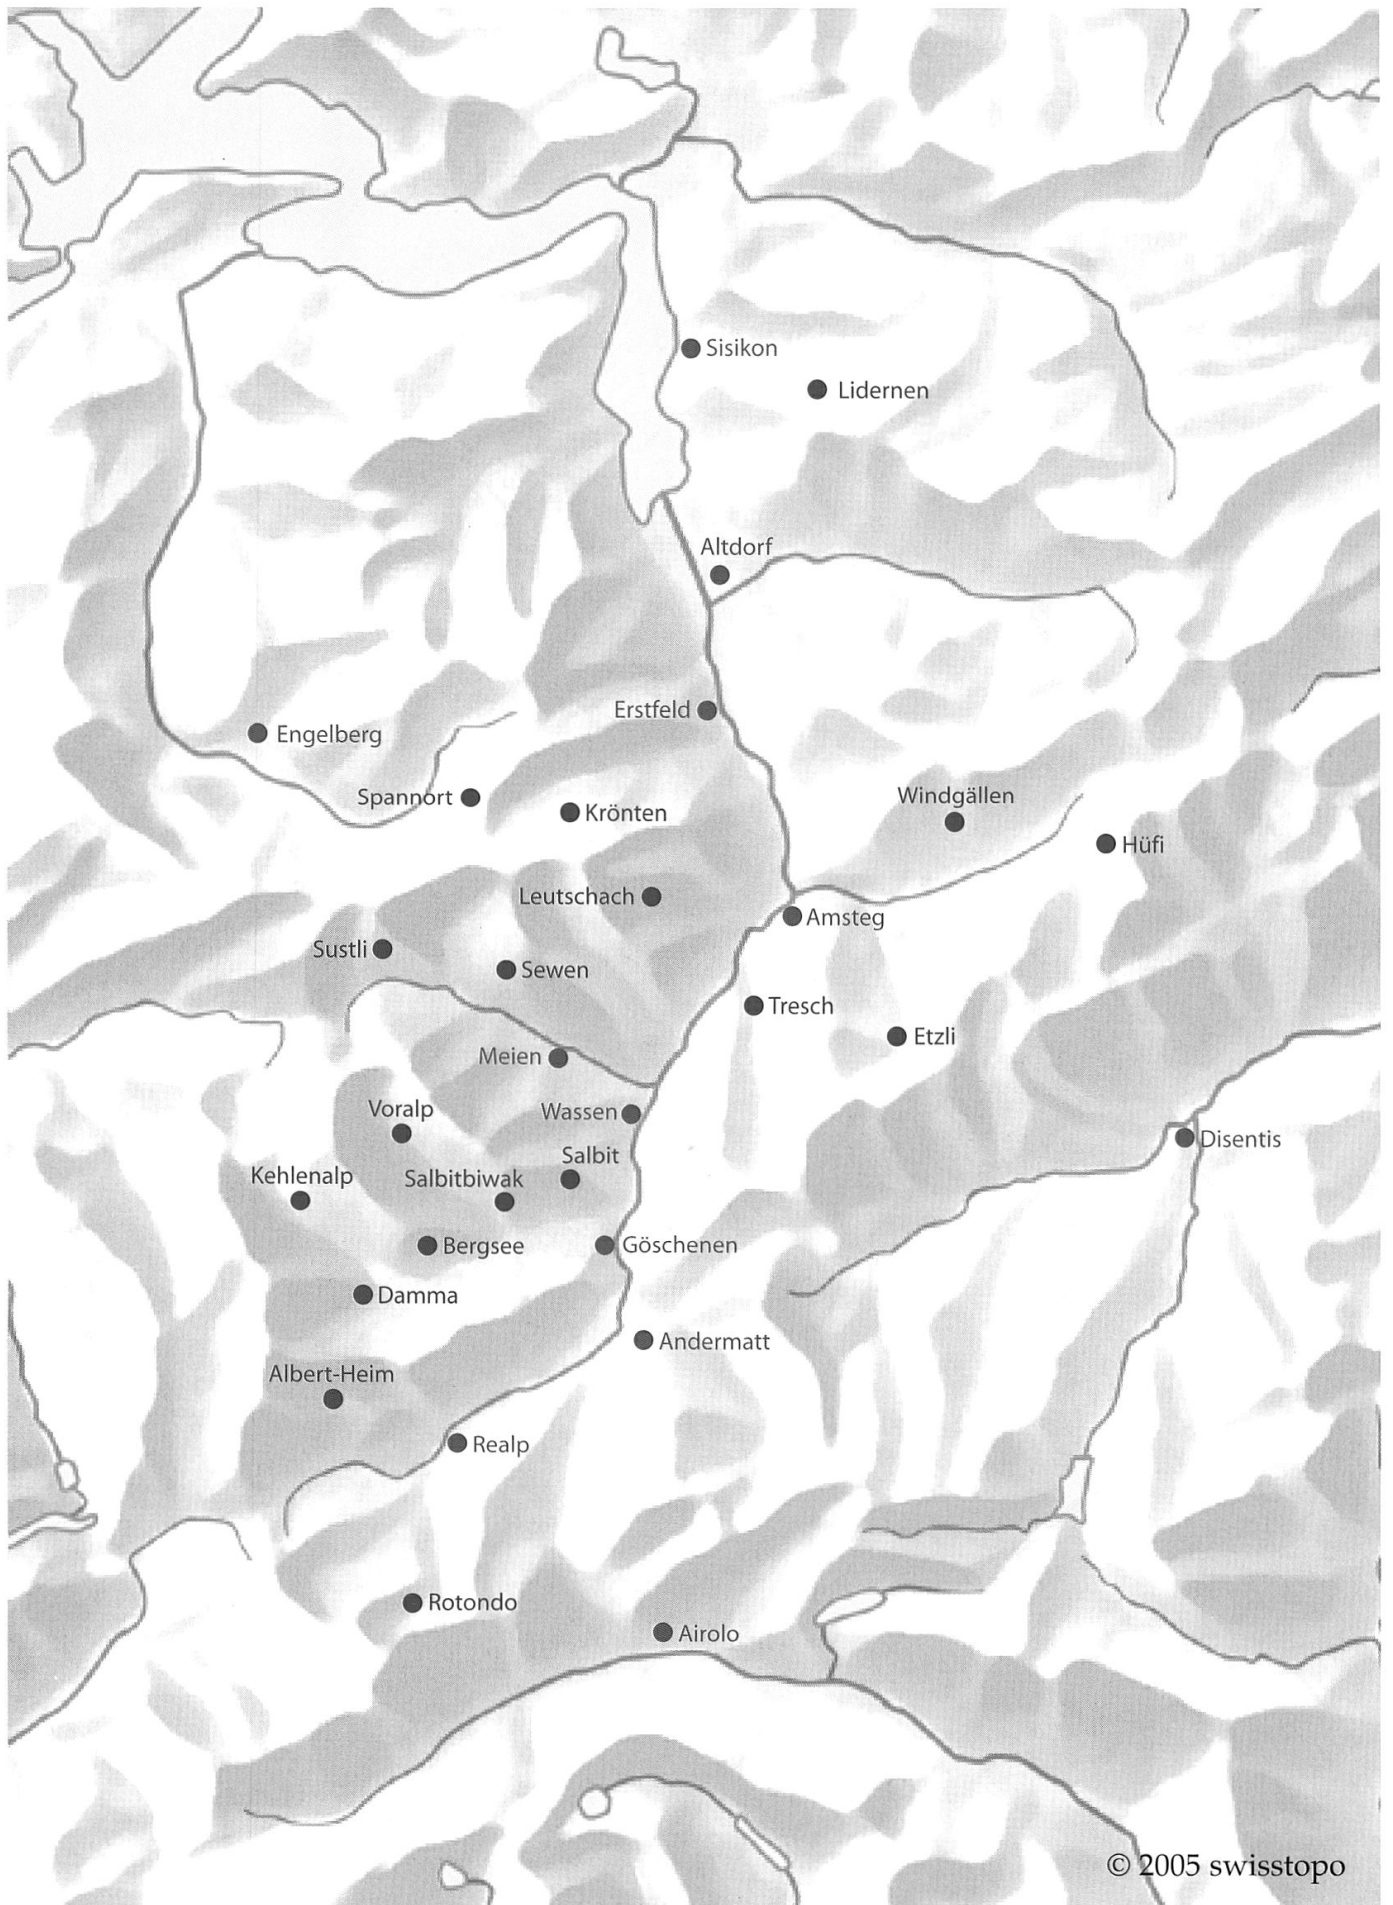 Sisikon
Lidernen
Altdorf
Erstfeld
Engelberg
Spannort
Krönten
Windgällen
Hüfi
Leutschach
Amsteg
Sustli
Sewen
Tresch
Etzli
Meien
Voralp
Wassen
Disentis
Salbit
Kehlenalp
Salbitbiwak
Bergsee
Göschenen
Damma
Andermatt
Albert-Heim
Realp
Rotondo
Airolo
© 2005 swisstopo